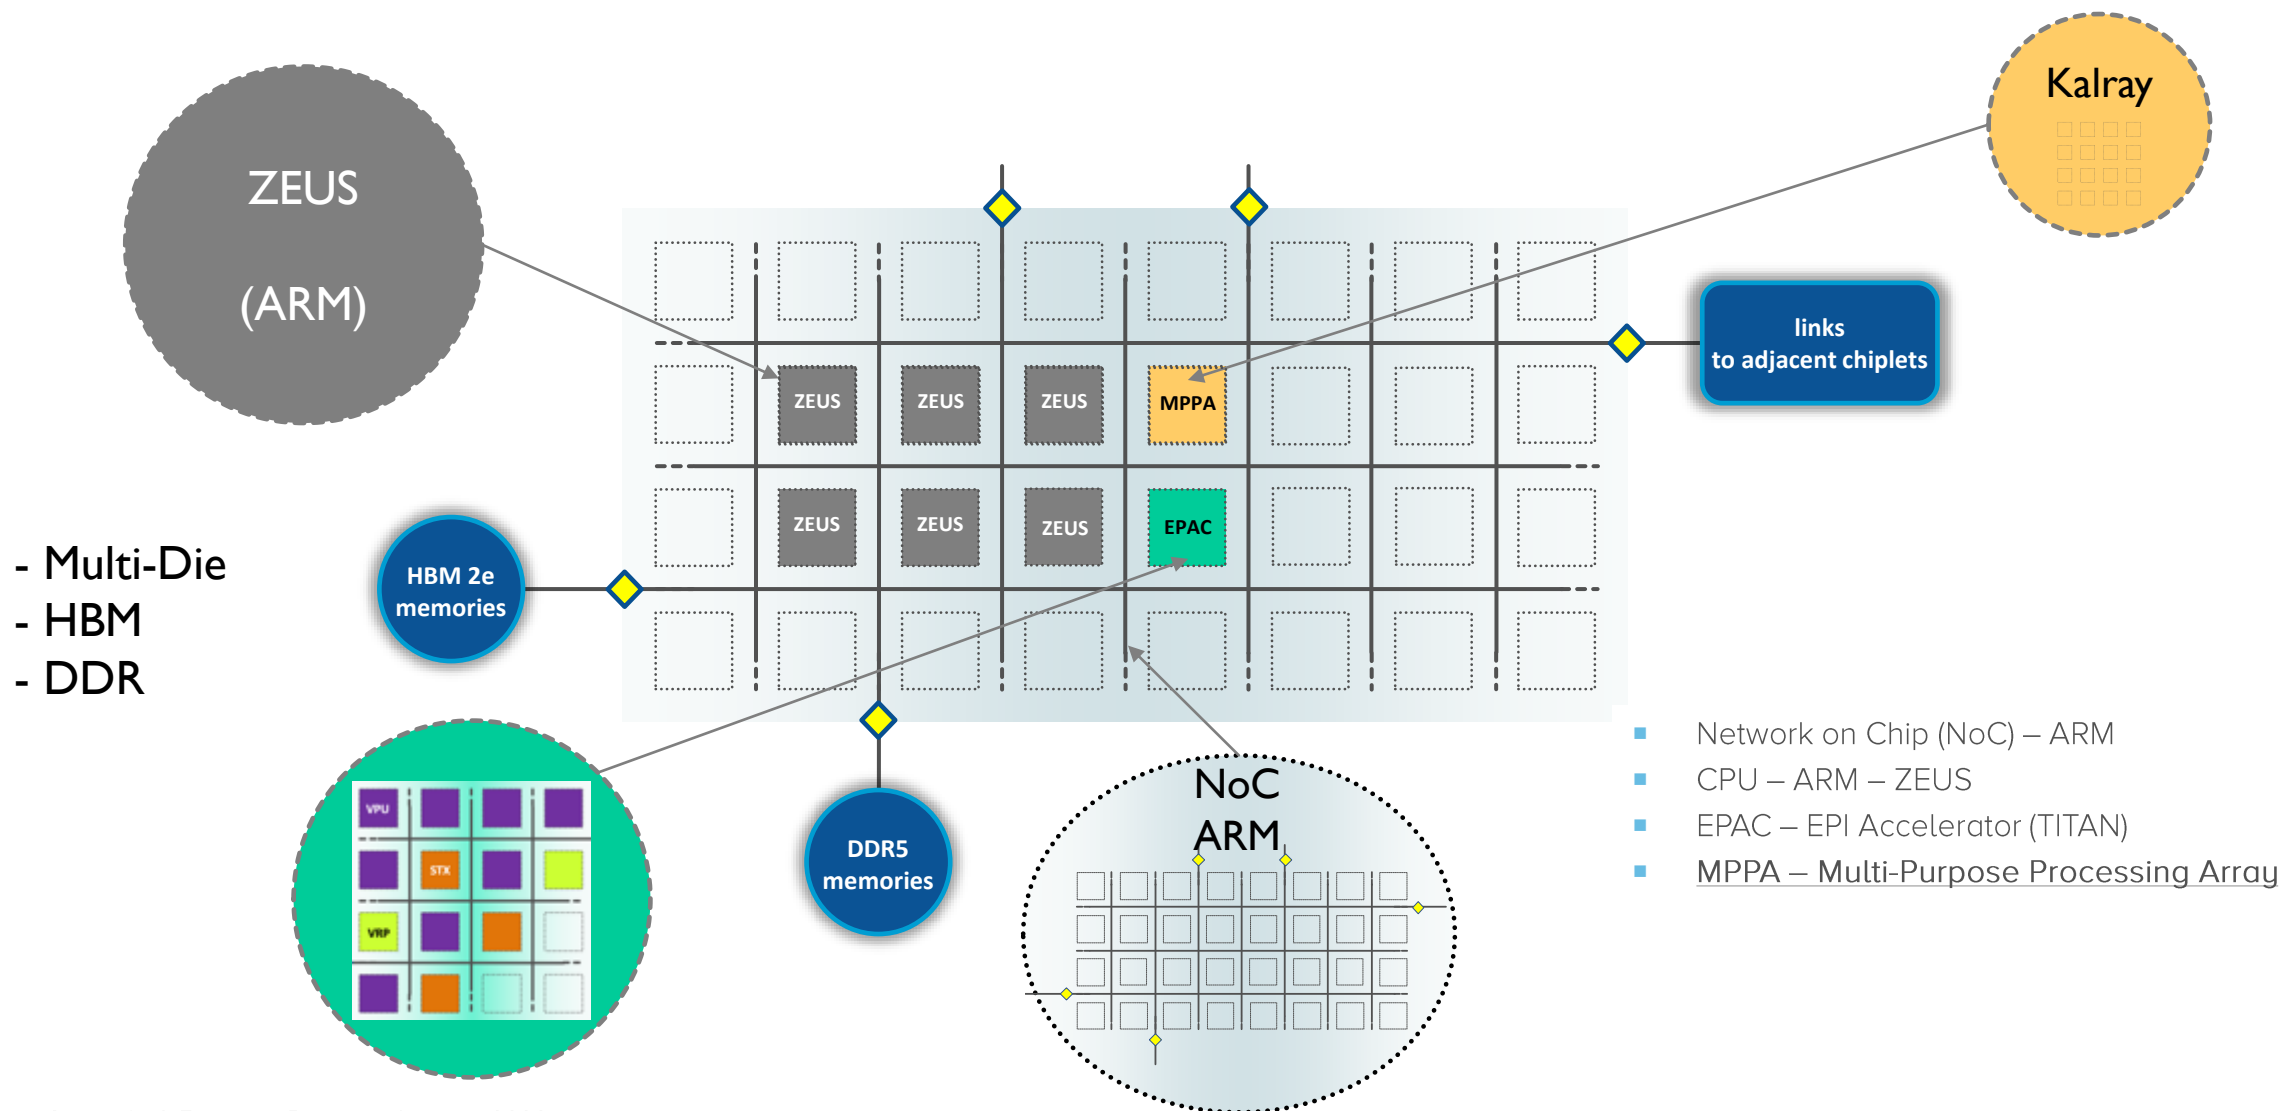 Kalray
ZEUS
(ARM)
links
to adjacent chiplets
ZEUS
ZEUS
ZEUS
MPPA
ZEUS
ZEUS
ZEUS
EPAC
- Multi-Die
- HBM
- DDR
HBM 2e
memories
Network on Chip (NoC) – ARM
CPU – ARM – ZEUS
EPAC – EPI Accelerator (TITAN)
MPPA – Multi-Purpose Processing Array
NoC
ARM
DDR5
memories
VPU
STX
VRP